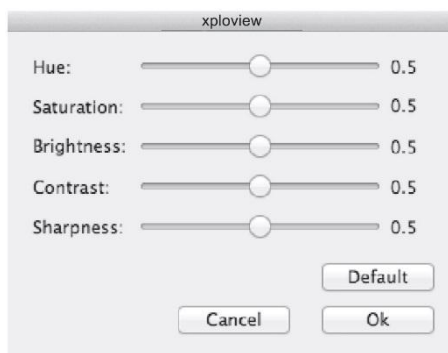 xploview
Hue: 0.5
Saturation: 0.5
Brightness: 0.5
Contrast: 0.5
Sharpness: 0.5
Default
Cancel Ok